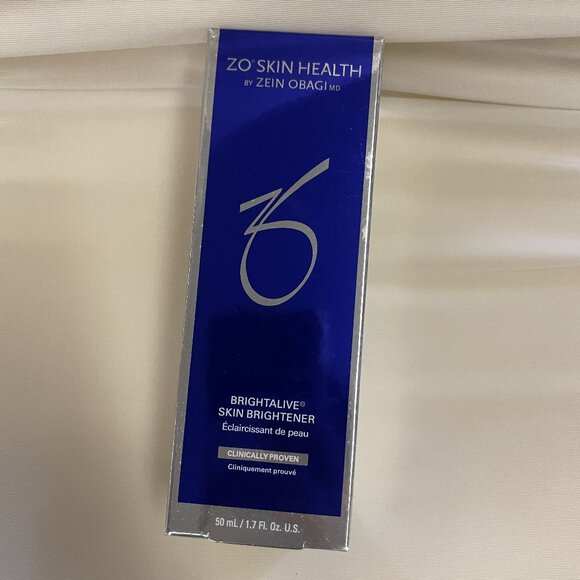 ZO® SKIN HEALTH
BY ZEIN OBAGI MD
BRIGHTALIVE®
SKIN BRIGHTENER
Éclaircissant de peau
CLINICALLY PROVEN
Cliniquement prouvé
50 mL / 1.7 Fl. Oz. U.S.